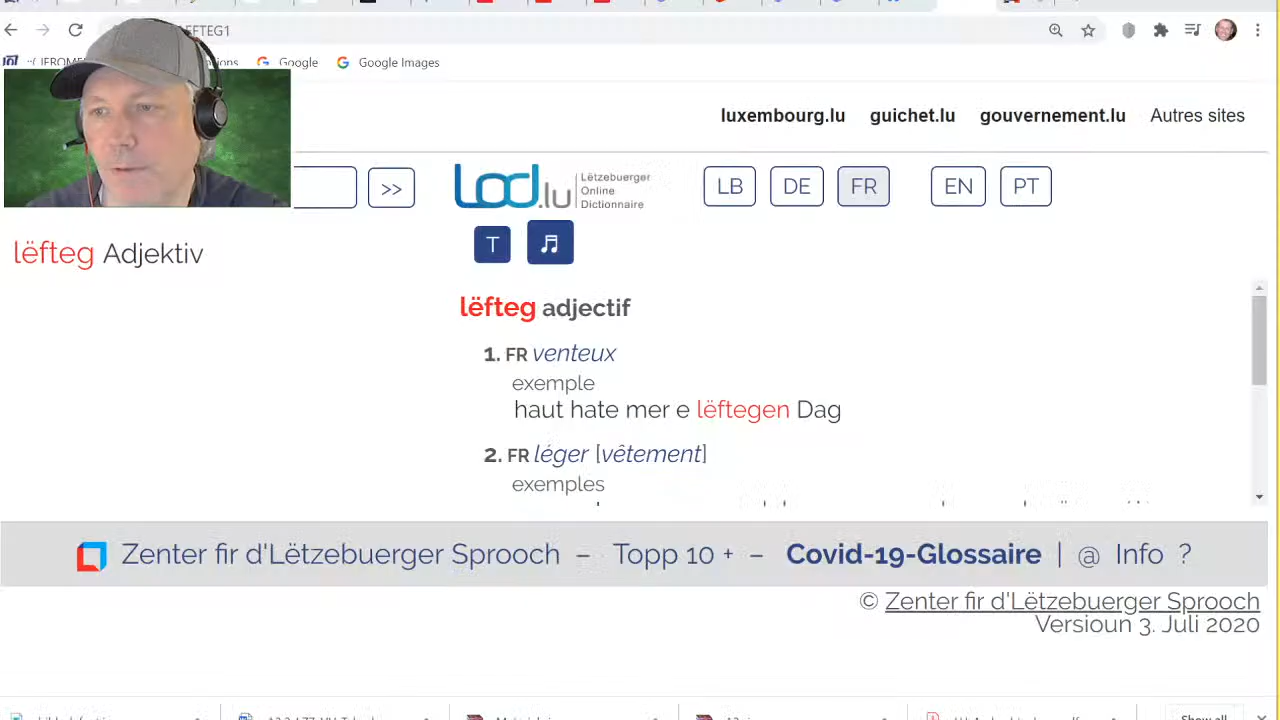 EFTEG1
Google
Google Images
luxembourg.lu guichet.lu gouvernement.lu Autres sites
>>
LOD.lu
Lëtzebuerger
Online
Dictionnaire
LB DE FR EN PT
T
lëfteg Adjektiv
lëfteg adjectif
1. FR venteux
exemple
haut hate mer e lëftegen Dag
2. FR léger [vêtement]
exemples
Zenter fir d'Lëtzebuerger Sprooch – Topp 10 + – Covid-19-Glossaire | @ Info ?
© Zenter fir d'Lëtzebuerger Sprooch
Versioun 3. Juli 2020
Show all